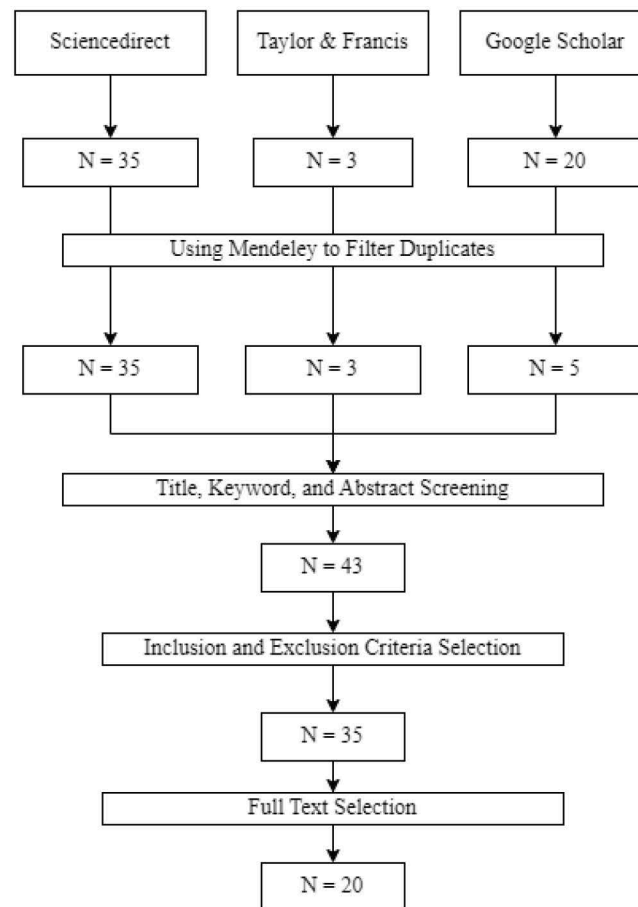 Sciencedirect
Taylor & Francis
Google Scholar
N = 35
N = 3
N = 20
Using Mendeley to Filter Duplicates
N = 35
N = 3
N = 5
Title, Keyword, and Abstract Screening
N = 43
Inclusion and Exclusion Criteria Selection
N = 35
Full Text Selection
N = 20